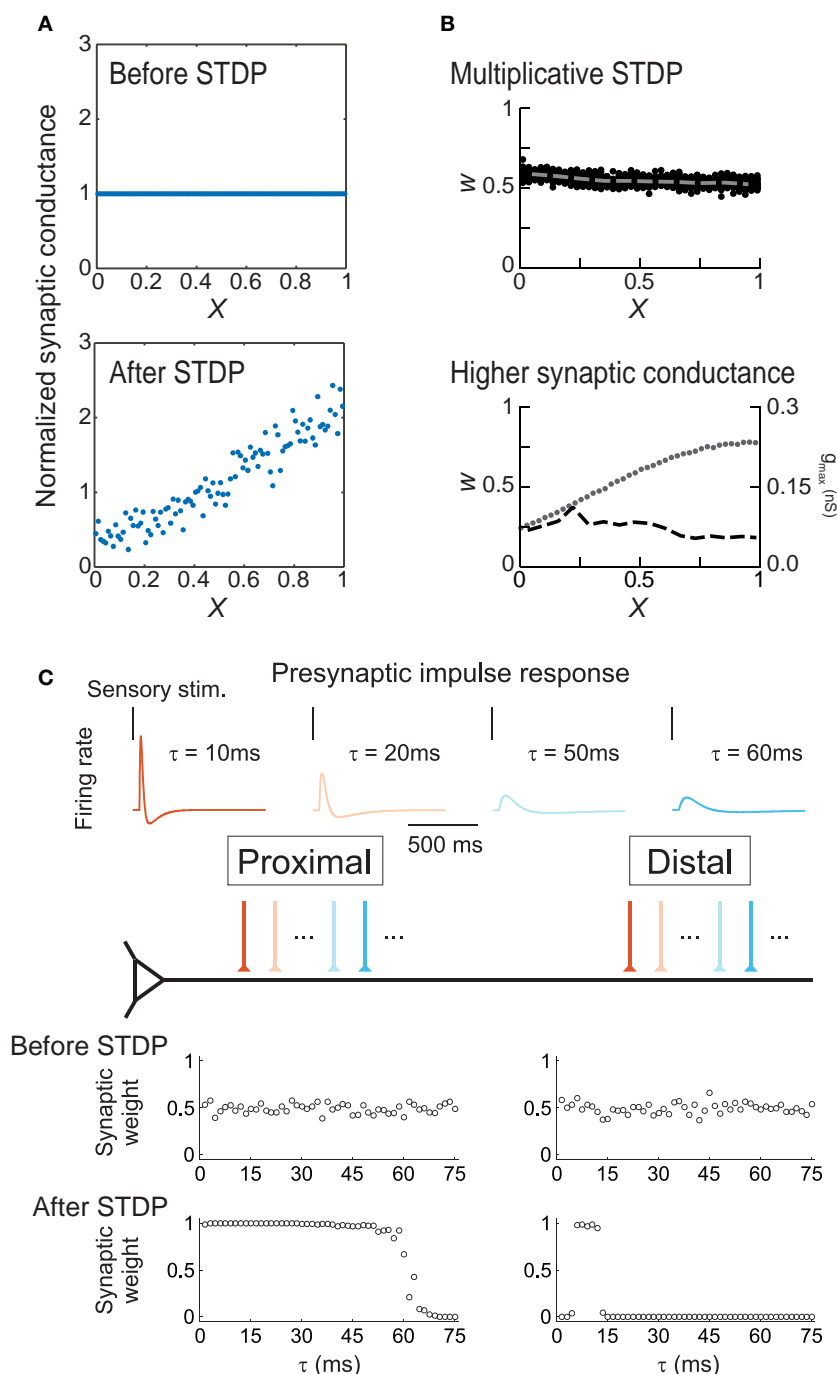 A
B
Normalized synaptic conductance
Before STDP
3
2
1
0
0 0.2 0.4 0.6 0.8 1
X
After STDP
3
2
1
0
0 0.2 0.4 0.6 0.8 1
X
Multiplicative STDP
w
1
0.5
0
0 0.5 1
X
Higher synaptic conductance
w
1
0.5
0
0.3
0.15
0.0
gmax (nS)
0 0.5 1
X
C
Presynaptic impulse response
Sensory stim.
Firing rate
τ = 10ms
τ = 20ms
τ = 50ms
τ = 60ms
500 ms
Proximal
Distal
... ...
... ...
Before STDP
Synaptic
weight
1
0.5
0
0 15 30 45 60 75
0 15 30 45 60 75
After STDP
Synaptic
weight
1
0.5
0
0 15 30 45 60 75
τ (ms)
1
0.5
0
0 15 30 45 60 75
τ (ms)